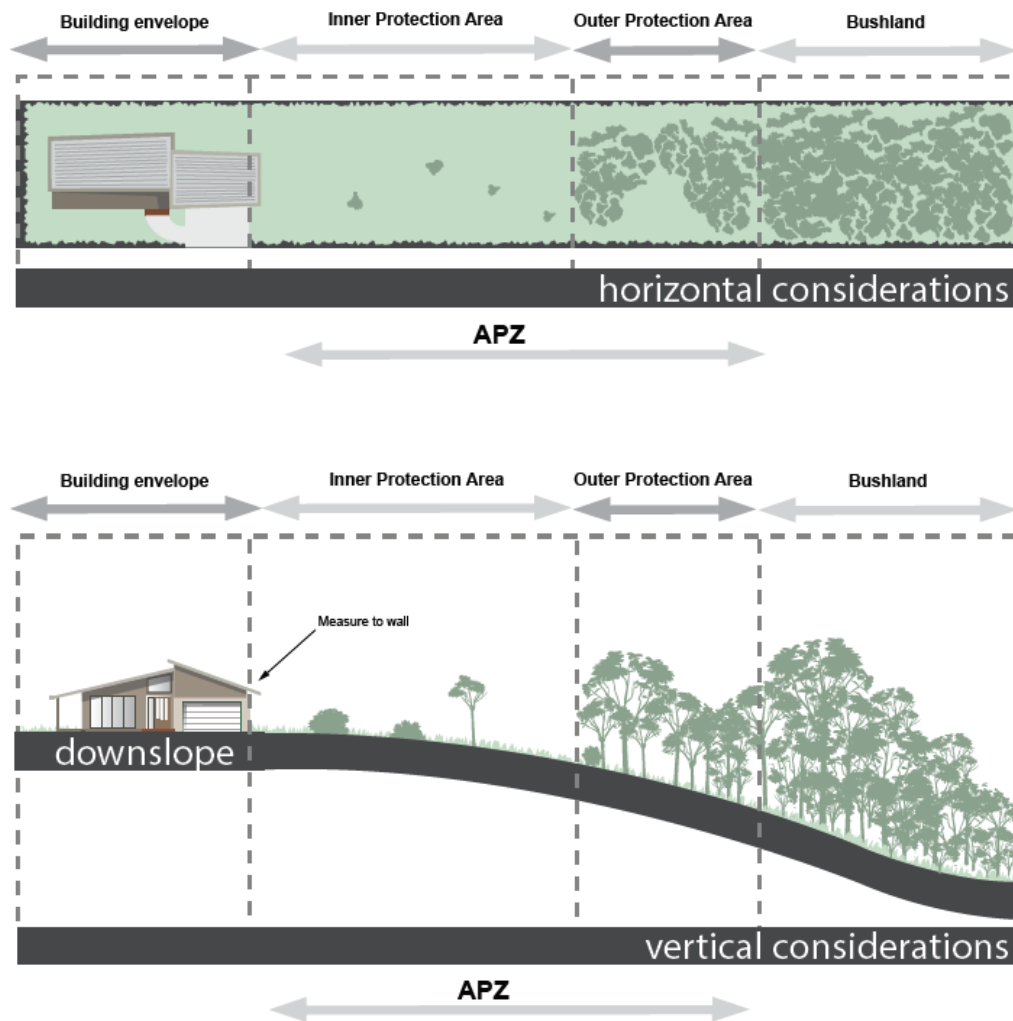 Building envelope
Inner Protection Area
Outer Protection Area
Bushland
horizontal considerations
APZ
Building envelope
Inner Protection Area
Outer Protection Area
Bushland
Measure to wall
downslope
vertical considerations
APZ